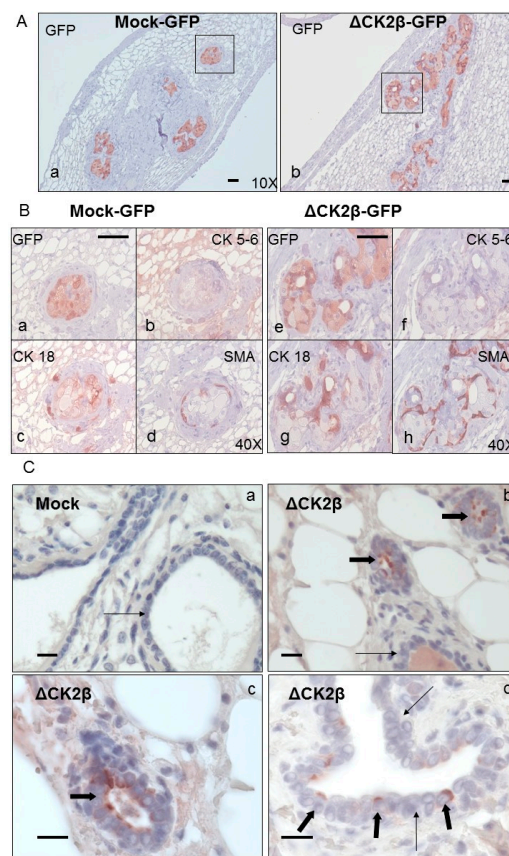 A
Mock-GFP
ΔCK2β-GFP
GFP
a
10X
GFP
b
B
Mock-GFP
ΔCK2β-GFP
GFP
a
CK 5-6
b
GFP
e
CK 5-6
f
CK 18
c
SMA
d
40X
CK 18
g
SMA
h
40X
C
Mock
a
ΔCK2β
b
ΔCK2β
c
ΔCK2β
d